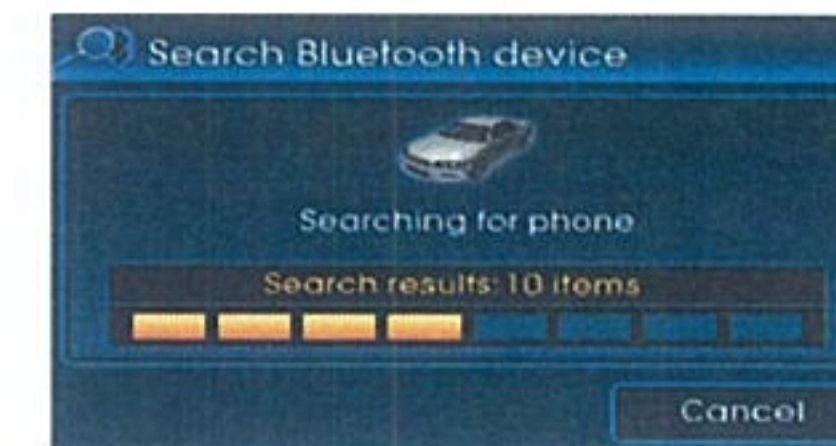 Search Bluetooth device
Searching for phone
Search results: 10 items
Cancel